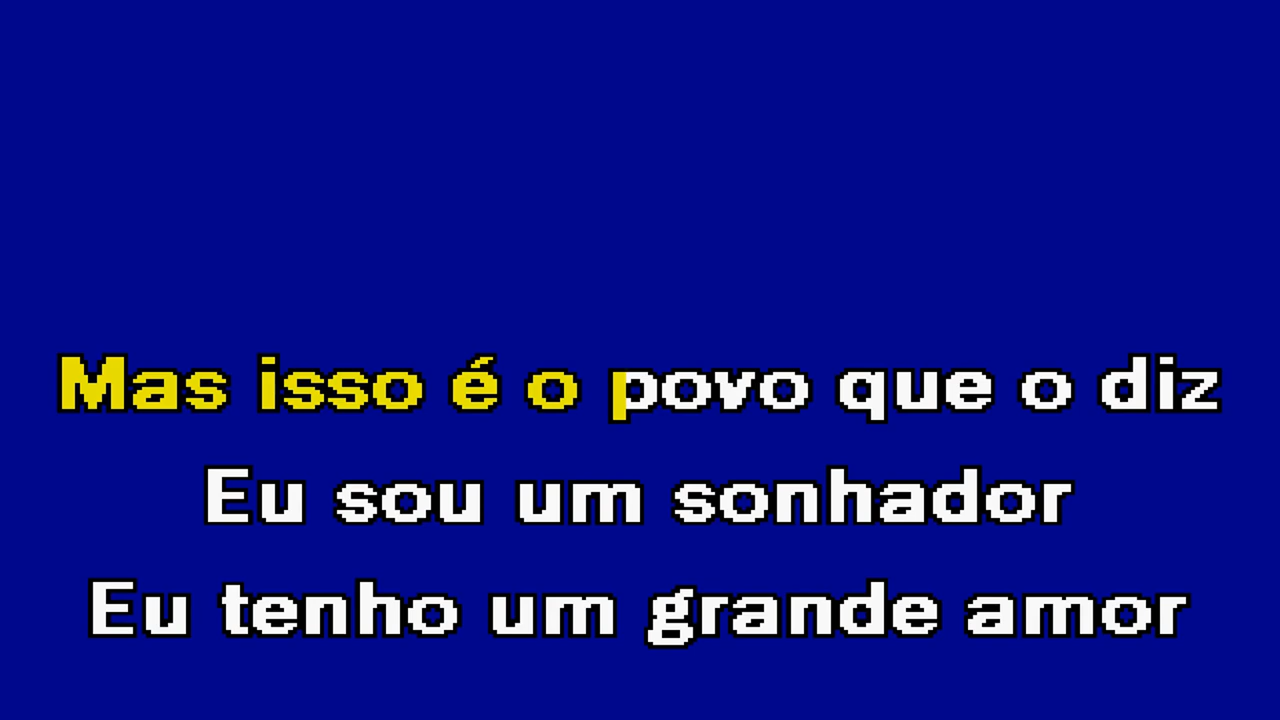 Mas isso é o povo que o diz
Eu sou um sonhador
Eu tenho um grande amor